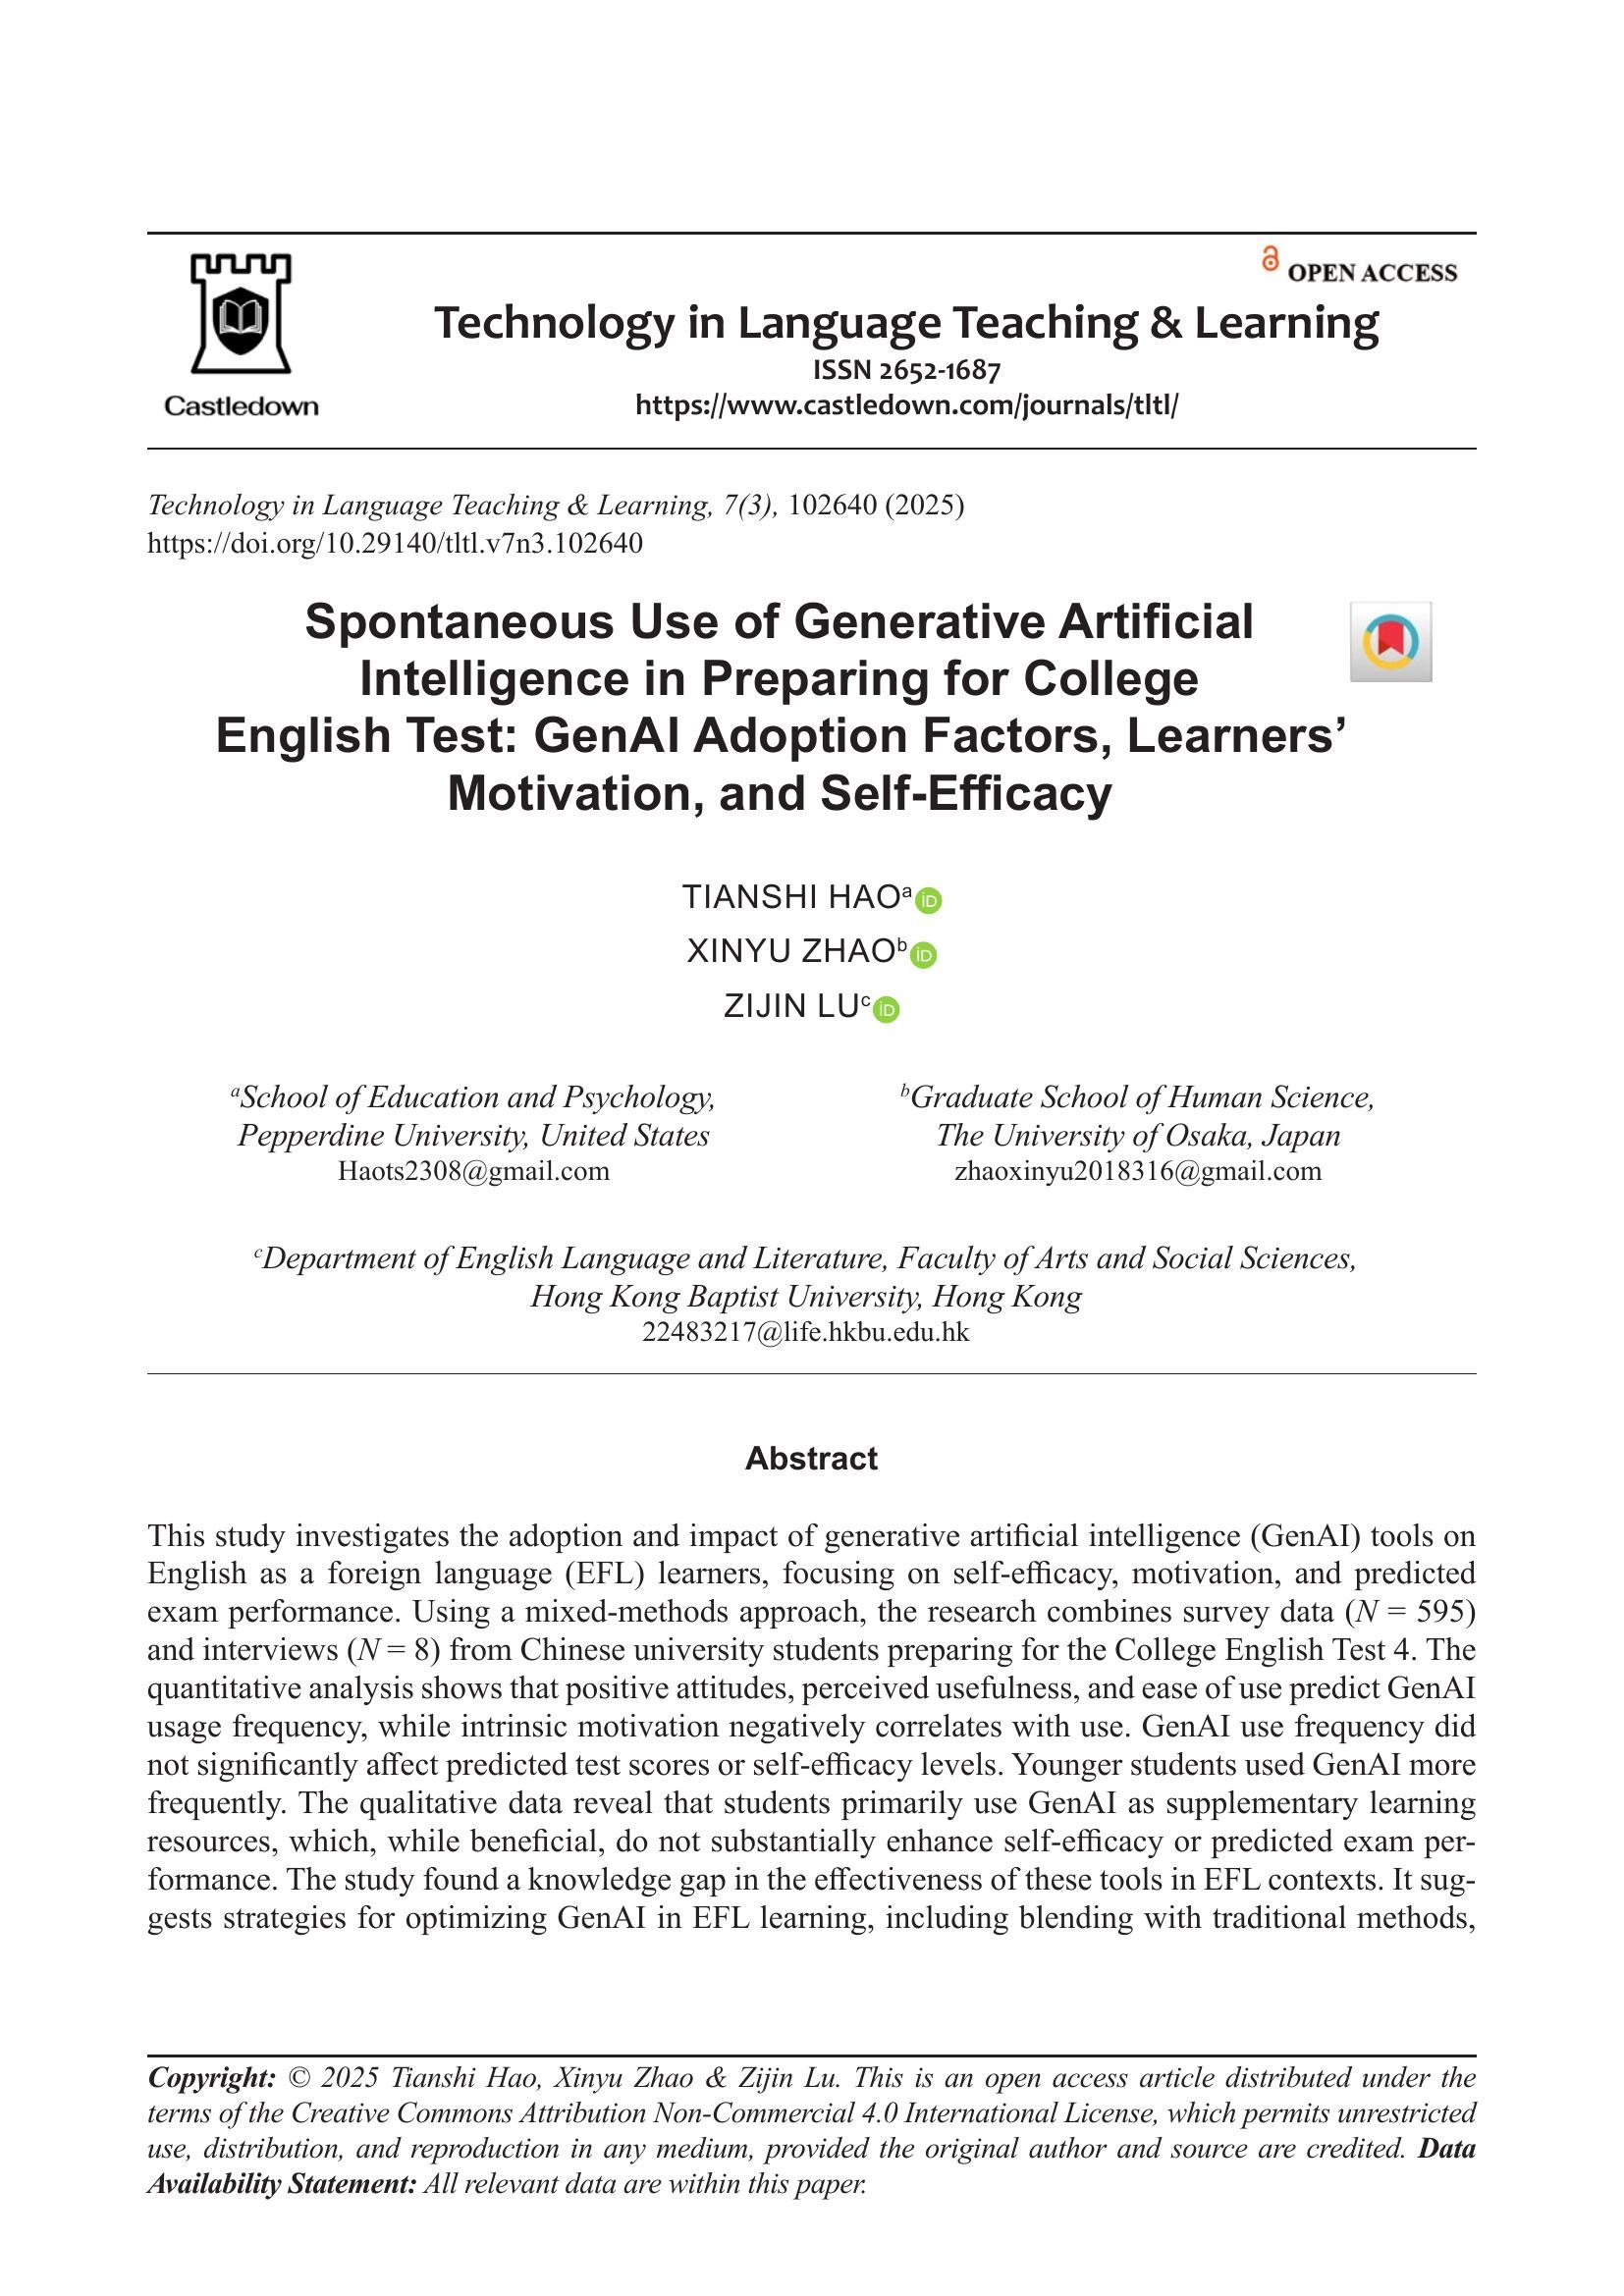 OPEN ACCESS
Castledown
Technology in Language Teaching & Learning
ISSN 2652-1687
https://www.castledown.com/journals/tltl/
Technology in Language Teaching & Learning, 7(3), 102640 (2025)
https://doi.org/10.29140/tltl.v7n3.102640
Spontaneous Use of Generative Artificial
Intelligence in Preparing for College
English Test: GenAI Adoption Factors, Learners’
Motivation, and Self-Efficacy
TIANSHI HAOa iD
XINYU ZHAOb iD
ZIJIN LUc iD
aSchool of Education and Psychology,
Pepperdine University, United States
Haots2308@gmail.com
bGraduate School of Human Science,
The University of Osaka, Japan
zhaoxinyu2018316@gmail.com
cDepartment of English Language and Literature, Faculty of Arts and Social Sciences,
Hong Kong Baptist University, Hong Kong
22483217@life.hkbu.edu.hk
Abstract
This study investigates the adoption and impact of generative artificial intelligence (GenAI) tools on
English as a foreign language (EFL) learners, focusing on self-efficacy, motivation, and predicted
exam performance. Using a mixed-methods approach, the research combines survey data (N = 595)
and interviews (N = 8) from Chinese university students preparing for the College English Test 4. The
quantitative analysis shows that positive attitudes, perceived usefulness, and ease of use predict GenAI
usage frequency, while intrinsic motivation negatively correlates with use. GenAI use frequency did
not significantly affect predicted test scores or self-efficacy levels. Younger students used GenAI more
frequently. The qualitative data reveal that students primarily use GenAI as supplementary learning
resources, which, while beneficial, do not substantially enhance self-efficacy or predicted exam per-
formance. The study found a knowledge gap in the effectiveness of these tools in EFL contexts. It sug-
gests strategies for optimizing GenAI in EFL learning, including blending with traditional methods,
Copyright: © 2025 Tianshi Hao, Xinyu Zhao & Zijin Lu. This is an open access article distributed under the
terms of the Creative Commons Attribution Non-Commercial 4.0 International License, which permits unrestricted
use, distribution, and reproduction in any medium, provided the original author and source are credited. Data
Availability Statement: All relevant data are within this paper.